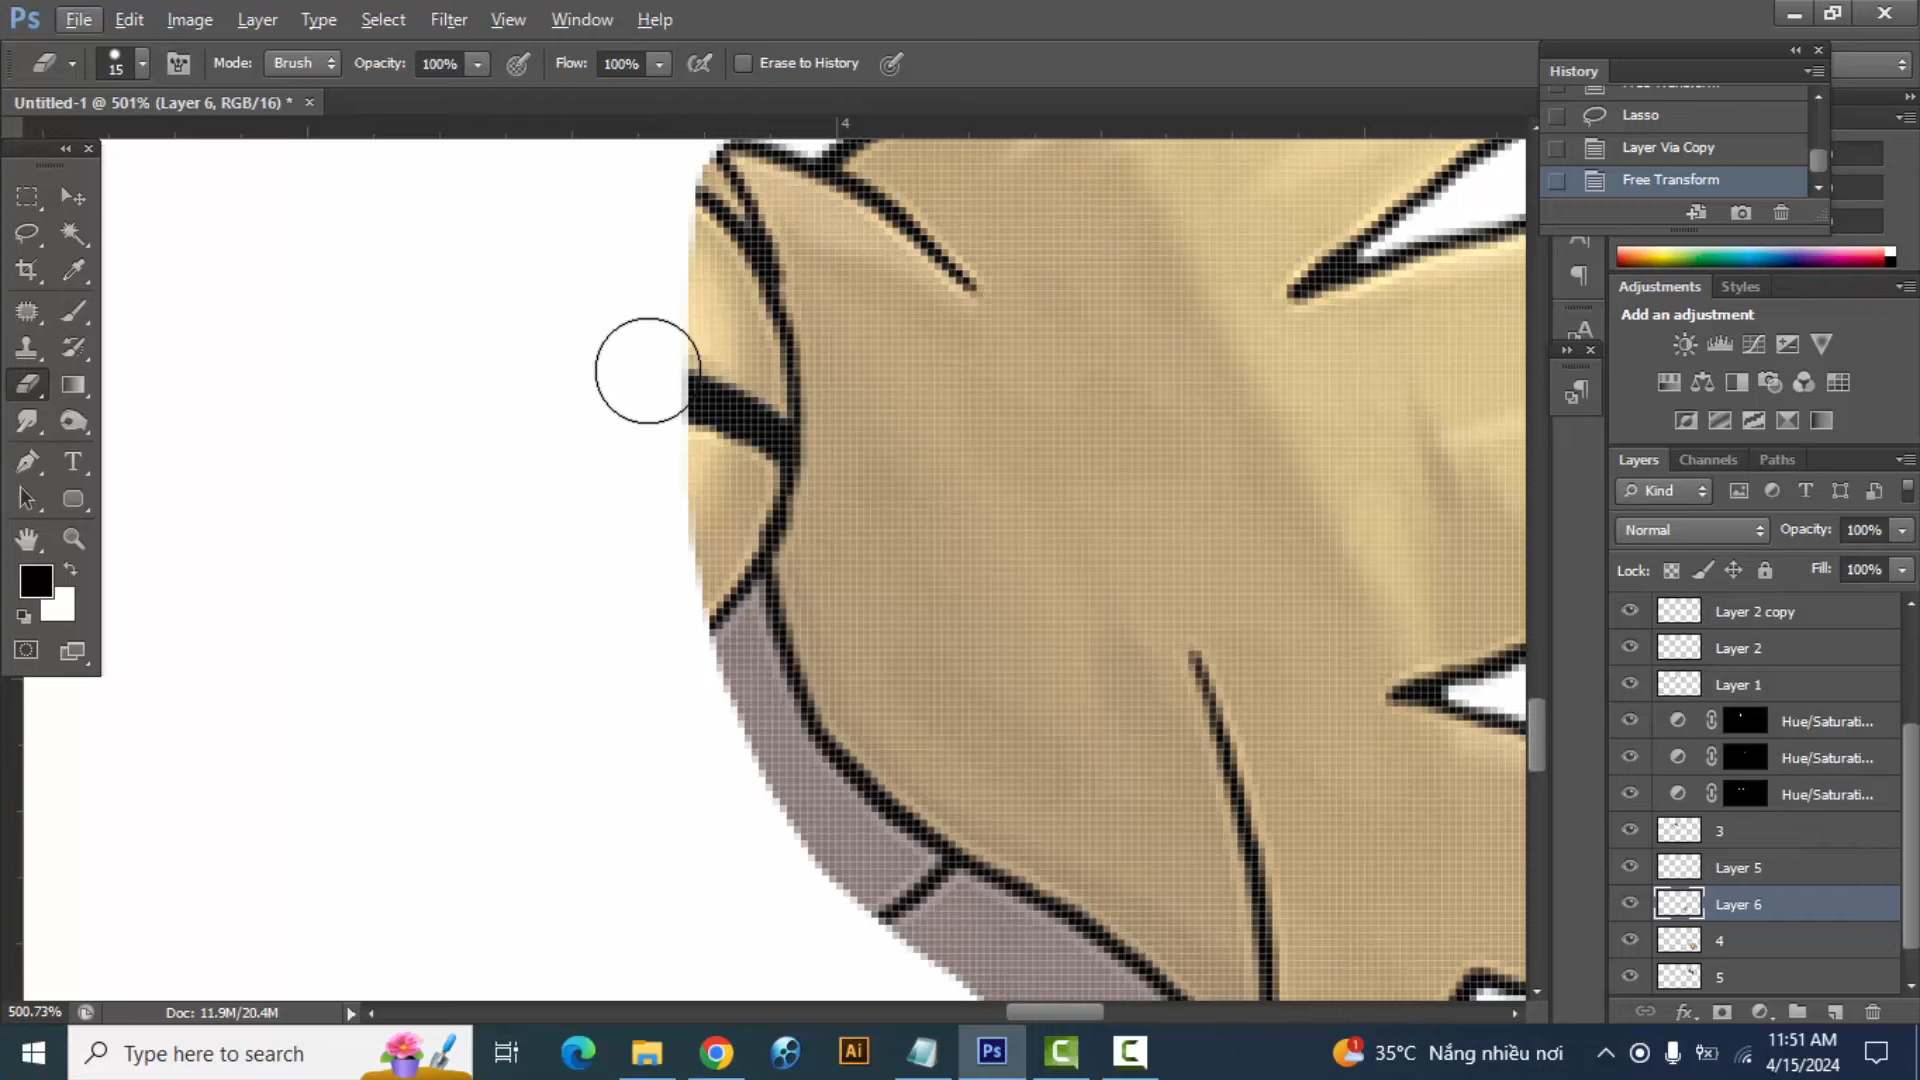 Ps File Edit Image Layer Type Select Filter View Window Help
15 Mode: Brush Opacity: 100% Flow: 100% Erase to History
History
Untitled-1 @ 501% (Layer 6, RGB/16) * ×
Lasso
4
Layer Via Copy
Free Transform
Adjustments Styles
Add an adjustment
Layers Channels Paths
Kind
Normal Opacity: 100%
Lock: Fill: 100%
Layer 2 copy
Layer 2
Layer 1
Hue/Saturati...
Hue/Saturati...
Hue/Saturati...
3
Layer 5
Layer 6
4
5
500.73% Doc: 11.9M/20.4M
Type here to search Ai Ps 1 35°C Nắng nhiều nơi 11:51 AM
4/15/2024